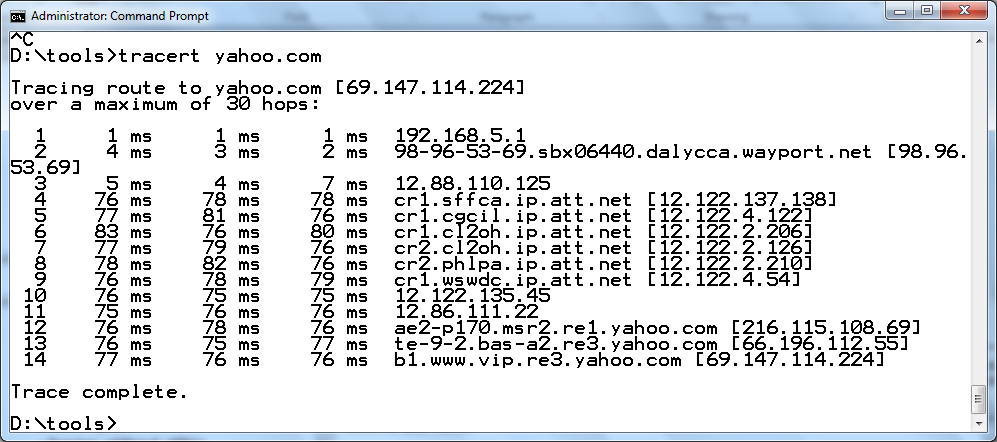 Administrator: Command Prompt
^C
D:\tools>tracert yahoo.com
Tracing route to yahoo.com [69.147.114.224]
over a maximum of 30 hops:
1 1 ms 1 ms 1 ms 192.168.5.1
2 4 ms 3 ms 2 ms 98-96-53-69.sbx06440.dalycca.wayport.net [98.96.
53.69]
3 5 ms 4 ms 7 ms 12.88.110.125
4 76 ms 78 ms 78 ms cr1.sffca.ip.att.net [12.122.137.138]
5 77 ms 81 ms 76 ms cr1.cgcil.ip.att.net [12.122.4.122]
6 83 ms 76 ms 80 ms cr1.cl2oh.ip.att.net [12.122.2.206]
7 77 ms 79 ms 76 ms cr2.cl2oh.ip.att.net [12.122.2.126]
8 78 ms 82 ms 76 ms cr2.phlpa.ip.att.net [12.122.2.210]
9 76 ms 78 ms 79 ms cr1.wswdc.ip.att.net [12.122.4.54]
10 76 ms 75 ms 75 ms 12.122.135.45
11 75 ms 76 ms 76 ms 12.86.111.22
12 76 ms 78 ms 76 ms ae2-p170.msr2.re1.yahoo.com [216.115.108.69]
13 76 ms 75 ms 77 ms te-9-2.bas-a2.re3.yahoo.com [66.196.112.55]
14 77 ms 76 ms 76 ms b1.www.vip.re3.yahoo.com [69.147.114.224]
Trace complete.
D:\tools>